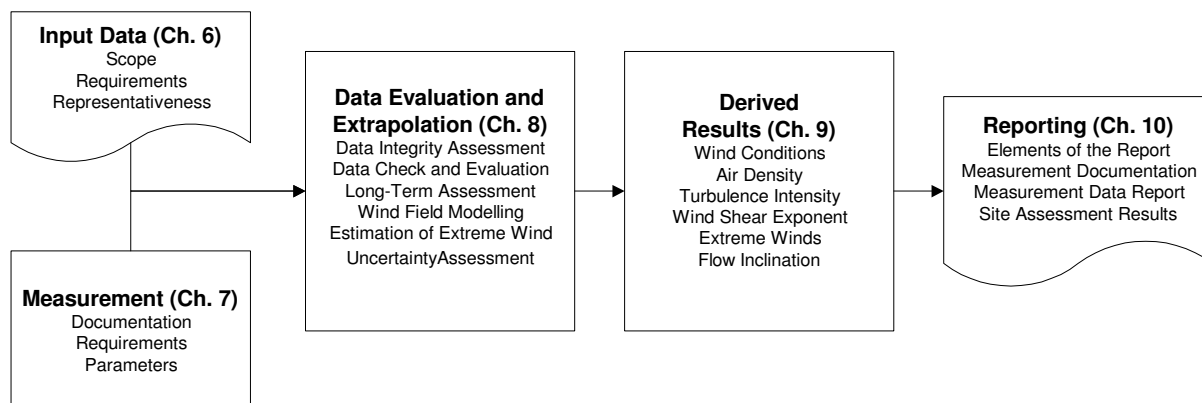 Input Data (Ch. 6)
Scope
Requirements
Representativeness
Measurement (Ch. 7)
Documentation
Requirements
Parameters
Data Evaluation and
Extrapolation (Ch. 8)
Data Integrity Assessment
Data Check and Evaluation
Long-Term Assessment
Wind Field Modelling
Estimation of Extreme Wind
UncertaintyAssessment
Derived
Results (Ch. 9)
Wind Conditions
Air Density
Turbulence Intensity
Wind Shear Exponent
Extreme Winds
Flow Inclination
Reporting (Ch. 10)
Elements of the Report
Measurement Documentation
Measurement Data Report
Site Assessment Results